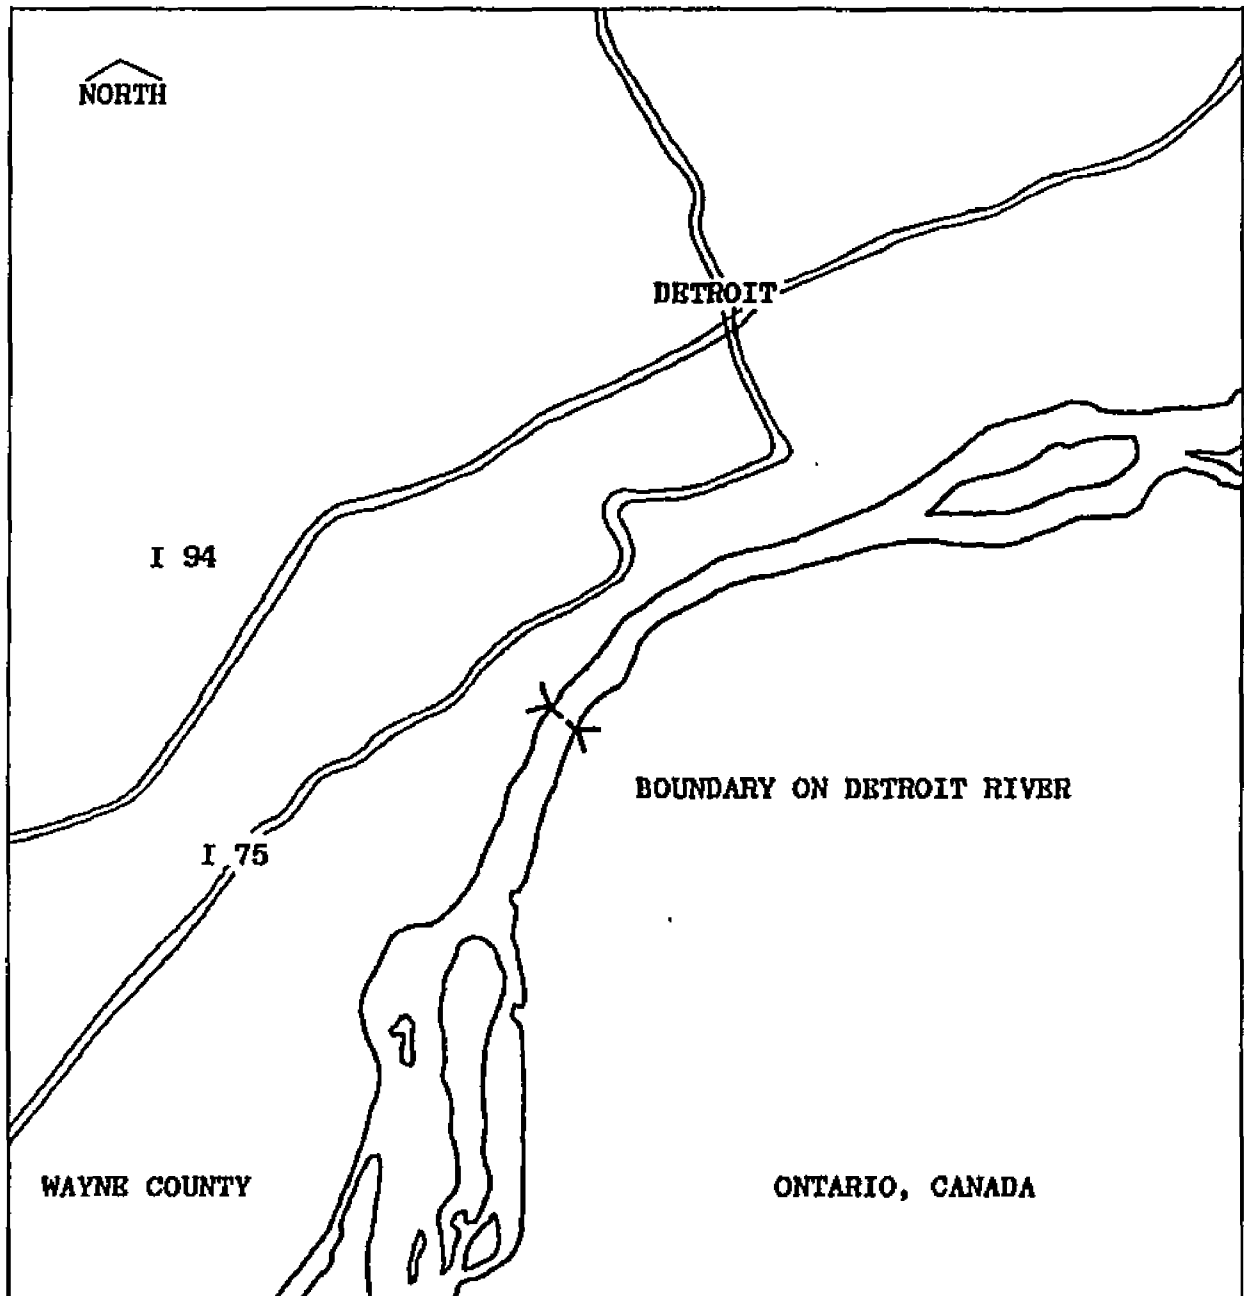 NORTH
DETROIT
I 94
BOUNDARY ON DETROIT RIVER
I 75
WAYNE COUNTY
ONTARIO, CANADA